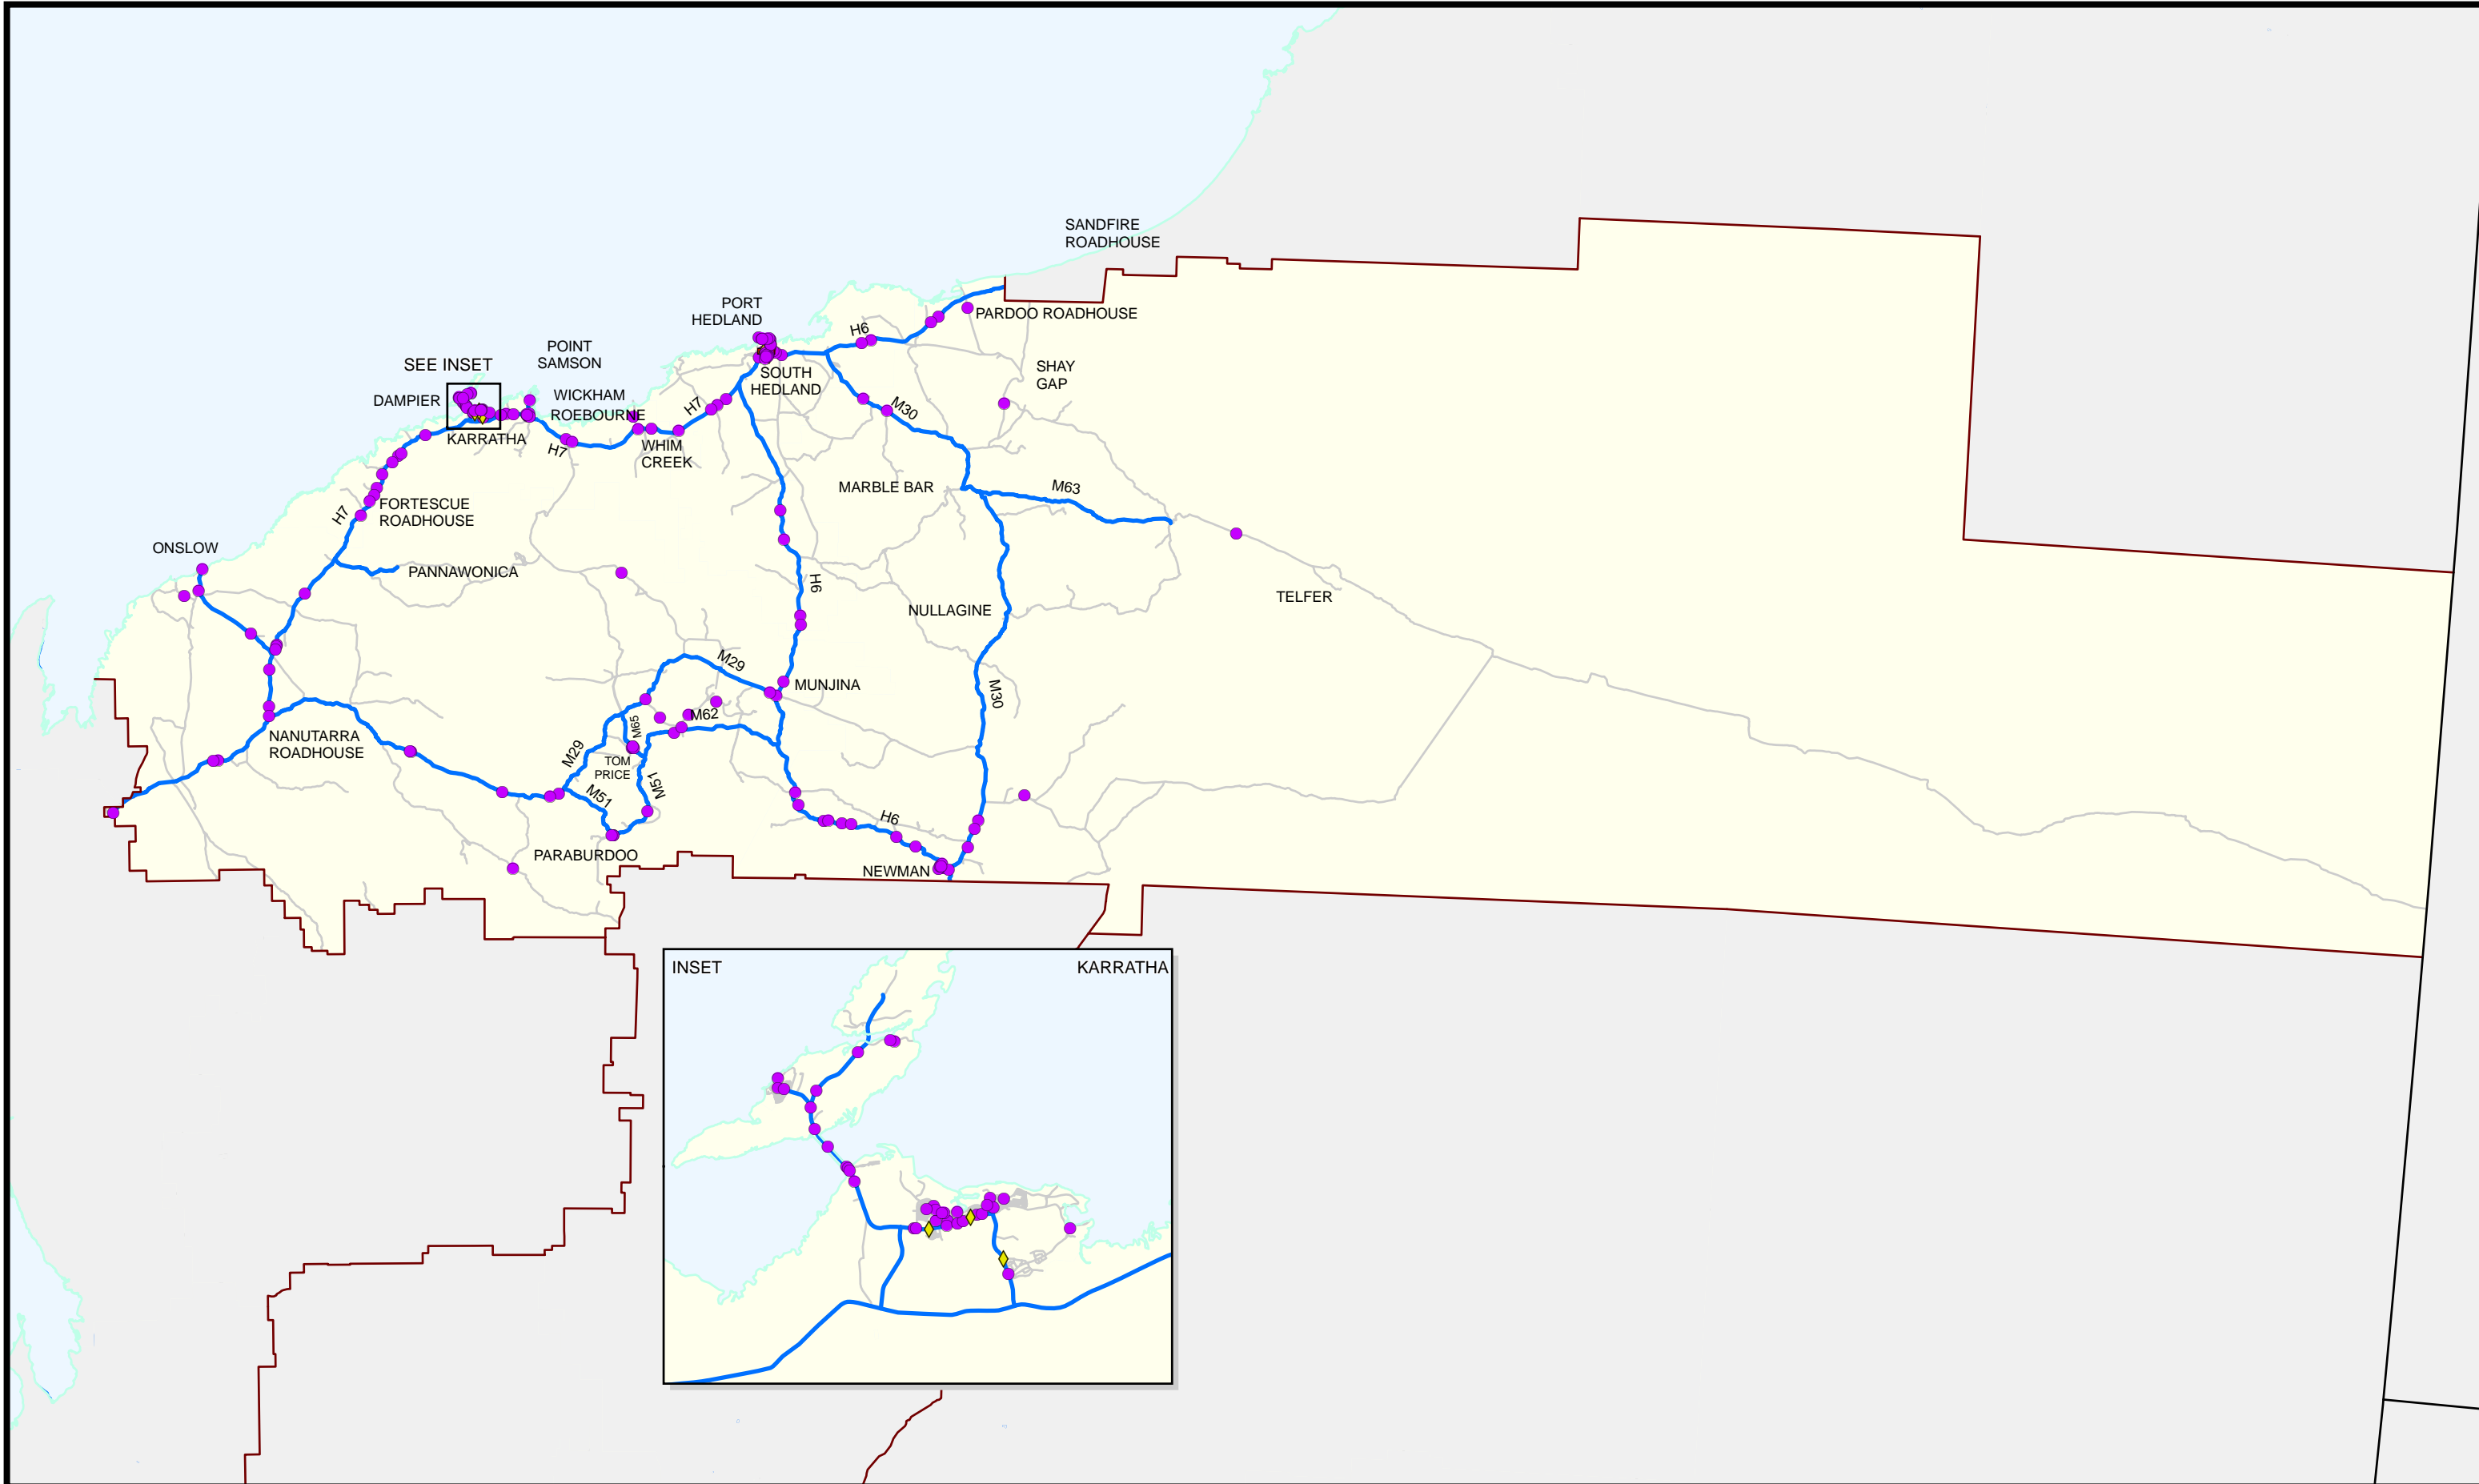 SANDFIRE
ROADHOUSE
PORT
HEDLAND
PARDOO ROADHOUSE
H6
POINT
SAMSON
SEE INSET
SHAY
GAP
SOUTH
HEDLAND
DAMPIER
WICKHAM
ROEBOURNE
H7
M30
KARRATHA
H7
WHIM
CREEK
MARBLE BAR
M63
FORTESCUE
ROADHOUSE
H7
ONSLOW
PANNAWONICA
H6
NULLAGINE
TELFER
M29
MUNJINA
M30
M62
M65
NANUTARRA
ROADHOUSE
M29
TOM
PRICE
M51
M51
H6
PARABURDOO
NEWMAN
INSET
KARRATHA